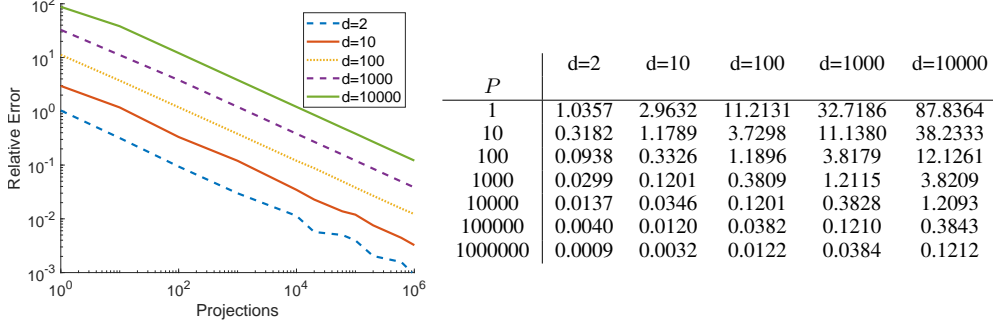 10^2
10^1
10^0
10^-1
10^-2
10^-3
Relative Error
10^0
10^2
10^4
10^6
Projections
d=2
d=10
d=100
d=1000
d=10000
d=2 d=10 d=100 d=1000 d=10000
P
1 1.0357 2.9632 11.2131 32.7186 87.8364
10 0.3182 1.1789 3.7298 11.1380 38.2333
100 0.0938 0.3326 1.1896 3.8179 12.1261
1000 0.0299 0.1201 0.3809 1.2115 3.8209
10000 0.0137 0.0346 0.1201 0.3828 1.2093
100000 0.0040 0.0120 0.0382 0.1210 0.3843
1000000 0.0009 0.0032 0.0122 0.0384 0.1212